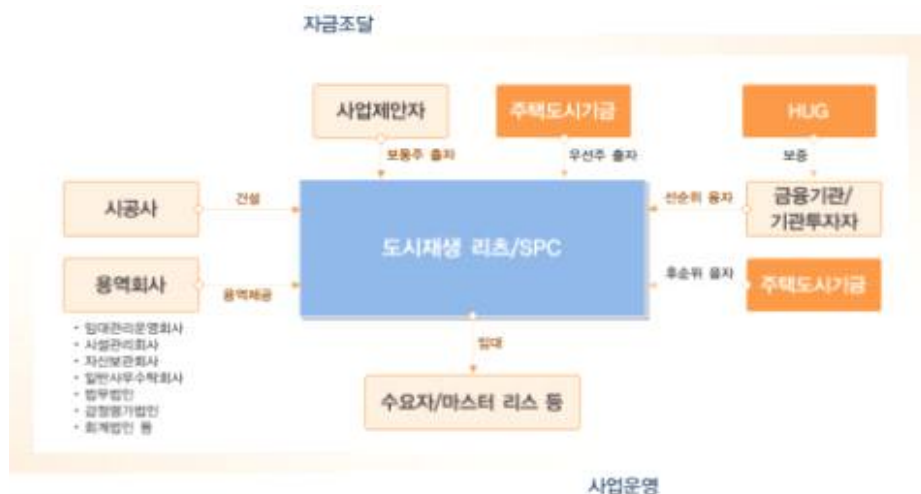 자금조달
사업제안자
주택도시기금
HUG
보통주 출자
우선주 출자
보증
시공사
건설
도시재생 리츠/SPC
선순위 융자
금융기관/
기관투자자
용역회사
용역제공
후순위 융자
주택도시기금
• 임대관리운영회사
• 시설관리회사
• 자산보관회사
• 일반사무수탁회사
• 법무법인
• 감정평가법인
• 회계법인 등
임대
수요자/마스터 리스 등
사업운영